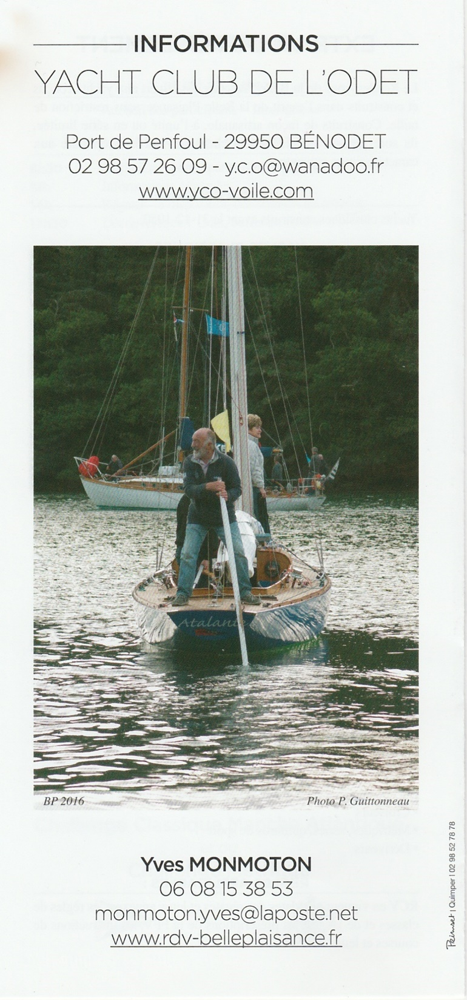 INFORMATIONS
YACHT CLUB DE L'ODET
Port de Penfoul - 29950 BÉNODET
02 98 57 26 09 - y.c.o@wanadoo.fr
www.yco-voile.com
Atalante
BP 2016
Photo P. Guittonneau
Yves MONMOTON
06 08 15 38 53
monmoton.yves@laposte.net
www.rdv-belleplaisance.fr
| Quimper | 02 98 52 78 78